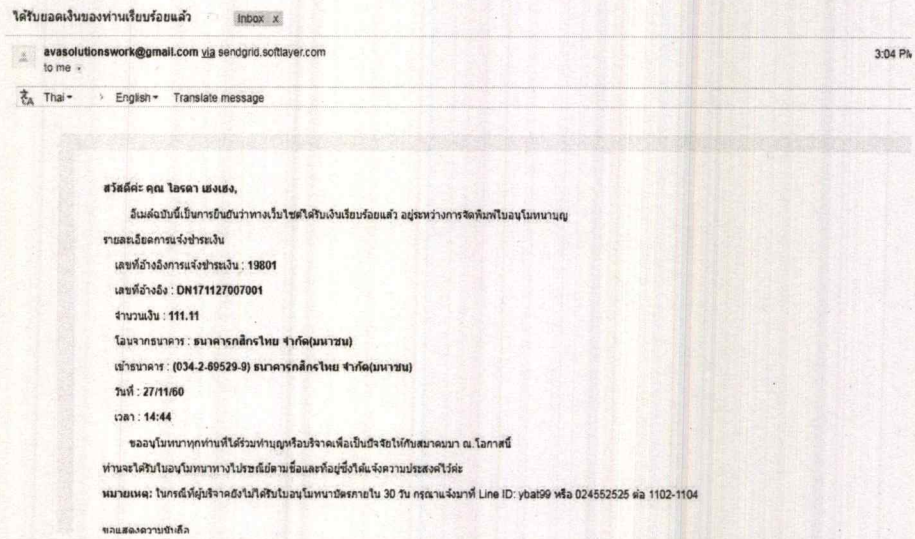 ได้รับยอดเงินของท่านเรียบร้อยแล้ว Inbox x
avasolutionswork@gmail.com via sendgrid.softlayer.com 3:04 PM
to me
Thai > English Translate message
สวัสดีค่ะ คุณ ไอรดา เฮงเฮง,
อีเมล์ฉบับนี้เป็นการยืนยันว่าทางเว็บไซต์ได้รับเงินเรียบร้อยแล้ว อยู่ระหว่างการจัดพิมพ์ใบอนุโมทนาบุญ
รายละเอียดการแจ้งชำระเงิน
เลขที่อ้างอิงการแจ้งชำระเงิน : 19801
เลขที่อ้างอิง : DN171127007001
จำนวนเงิน : 111.11
โอนจากธนาคาร : ธนาคารกสิกรไทย จำกัด(มหาชน)
เข้าธนาคาร : (034-2-69529-9) ธนาคารกสิกรไทย จำกัด(มหาชน)
วันที่ : 27/11/60
เวลา : 14:44
ขออนุโมทนาทุกท่านที่ได้ร่วมทำบุญหรือบริจาคเพื่อเป็นปัจจัยให้กับสมาคมมา ณ.โอกาสนี้
ท่านจะได้รับใบอนุโมทนาทางไปรษณีย์ตามชื่อและที่อยู่ซึ่งได้แจ้งความประสงค์ไว้ค่ะ
หมายเหตุ: ในกรณีที่ผู้บริจาคยังไม่ได้รับใบอนุโมทนาบัตรภายใน 30 วัน กรุณาแจ้งมาที่ Line ID: ybat99 หรือ 024552525 ต่อ 1102-1104
ขอแสดงความนับถือ